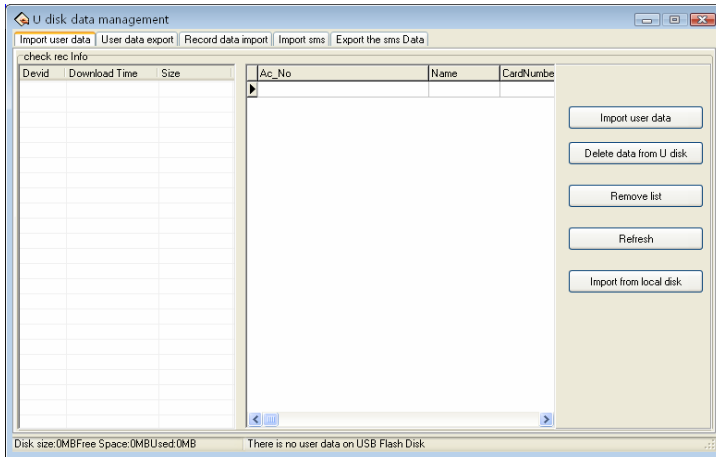 U disk data management
Import user data User data export Record data import Import sms Export the sms Data
check rec Info
Devid Download Time Size Ac_No Name CardNumbe
Import user data
Delete data from U disk
Remove list
Refresh
Import from local disk
Disk size:0MBFree Space:0MBUsed:0MB There is no user data on USB Flash Disk